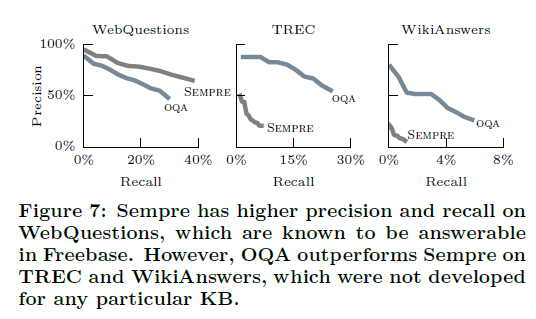 WebQuestions TREC WikiAnswers
100%
50%
0%
Precision
SEMPRE
OQA
0% 20% 40%
Recall
OQA
SEMPRE
0% 15% 30%
Recall
OQA
SEMPRE
0% 4% 8%
Recall
Figure 7: Sempre has higher precision and recall on
WebQuestions, which are known to be answerable
in Freebase. However, OQA outperforms Sempre on
TREC and WikiAnswers, which were not developed
for any particular KB.